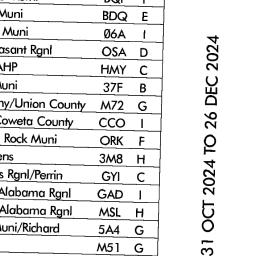 Muni BDQ E
Muni 06A I
easant Rgnl OSA D
AHP HMY C
Muni 37F B
ny/Union County M72 G
Coweta County CCO I
Rock Muni ORK F
ens 3M8 H
s Rgnl/Perrin GYI C
Alabama Rgnl GAD I
Alabama Rgnl MSL H
uni/Richard 5A4 G
M51 G
31 OCT 2024 TO 26 DEC 2024